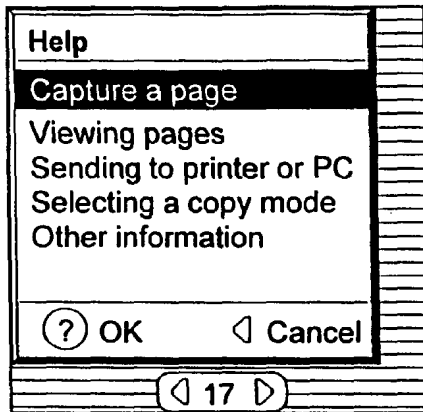 Help
Capture a page
Viewing pages
Sending to printer or PC
Selecting a copy mode
Other information
? OK ◁ Cancel
◁ 17 ▷